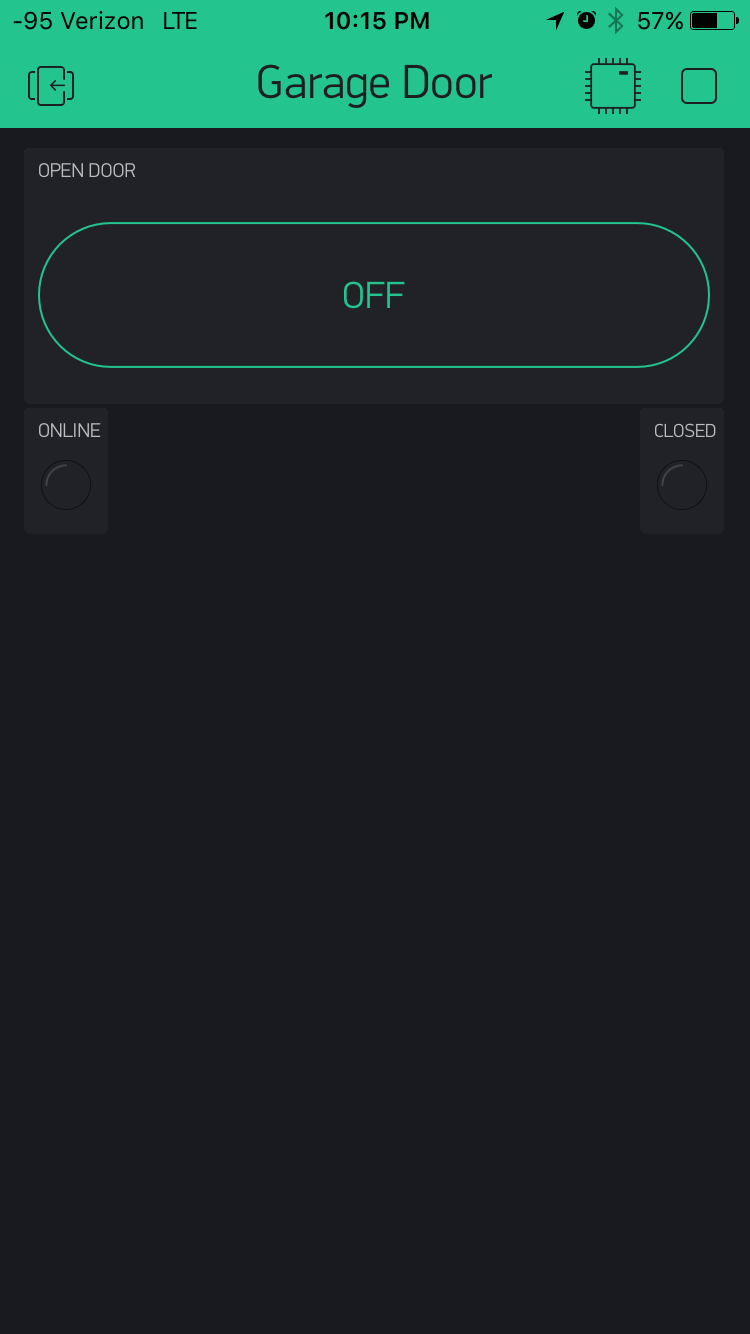 -95 Verizon LTE 10:15 PM 57%
Garage Door
OPEN DOOR
OFF
ONLINE CLOSED